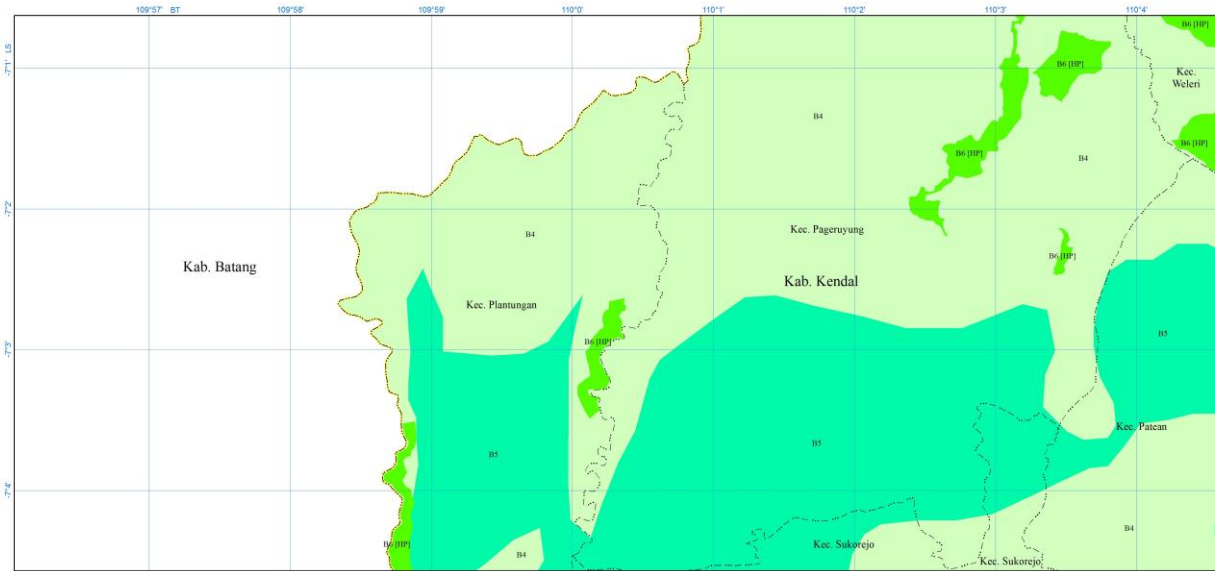 109°57' BT
109°58'
109°59'
110°0'
110°1'
110°2'
110°3'
110°4'
-7°1' LS
-7°2'
-7°3'
-7°4'
B6 [HP]
B6 [HP]
Kec.
Weleri
B4
B6 [HP]
B6 [HP]
B4
B4
Kec. Pageruyung
B6 [HP]
Kab. Batang
Kab. Kendal
Kec. Plantungan
B5
B6 [HP]
Kec. Patean
B5
B5
B4
B6 [HP]
Kec. Sukorejo
B4
Kec. Sukorejo